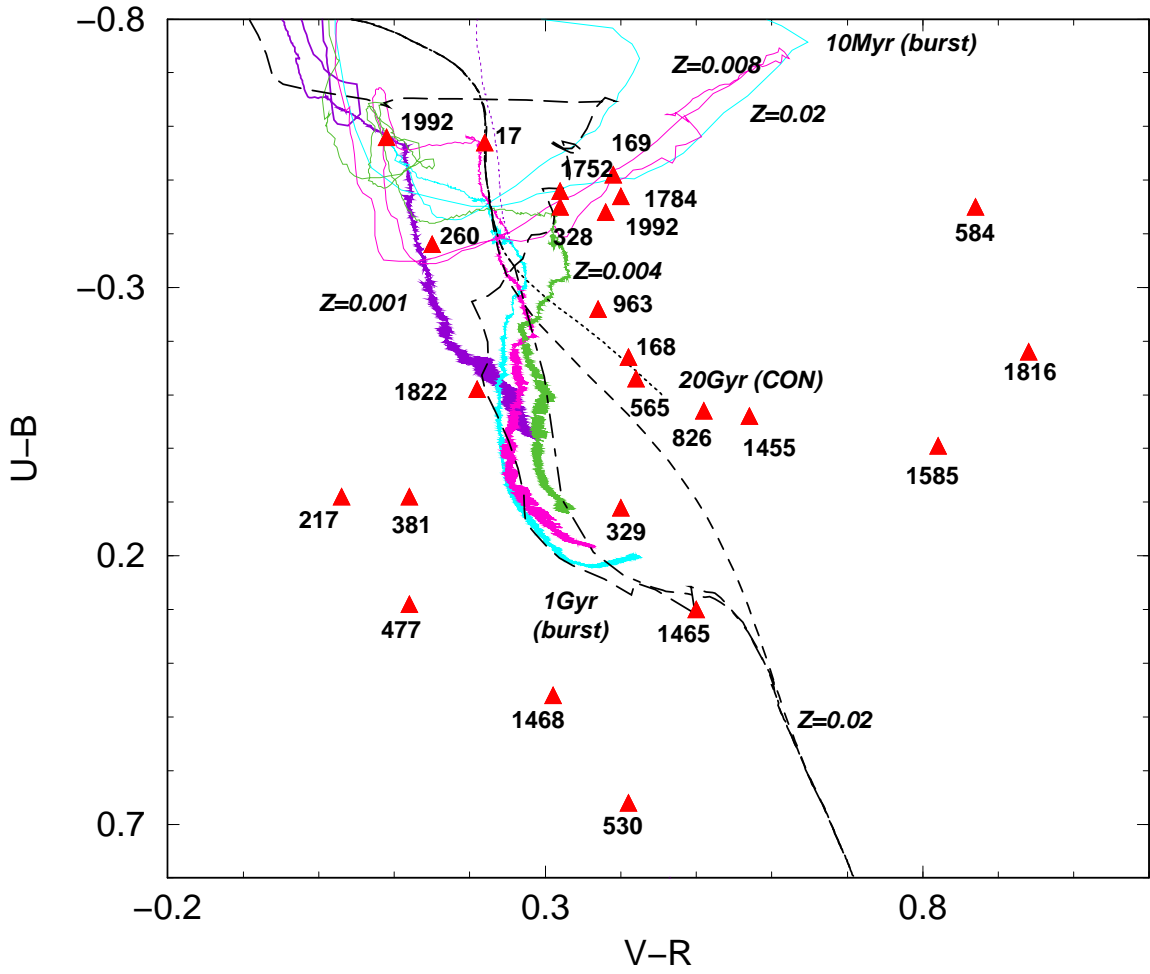 −0.8
10Myr (burst)
Z=0.008
Z=0.02
1992
17
169
1752
1784
1992
328
584
260
Z=0.004
−0.3
Z=0.001
963
168
1816
20Gyr (CON)
1822
565
826
1455
1585
U−B
217
381
329
0.2
1Gyr
(burst)
477
1465
1468
Z=0.02
530
0.7
−0.2
0.3
0.8
V−R